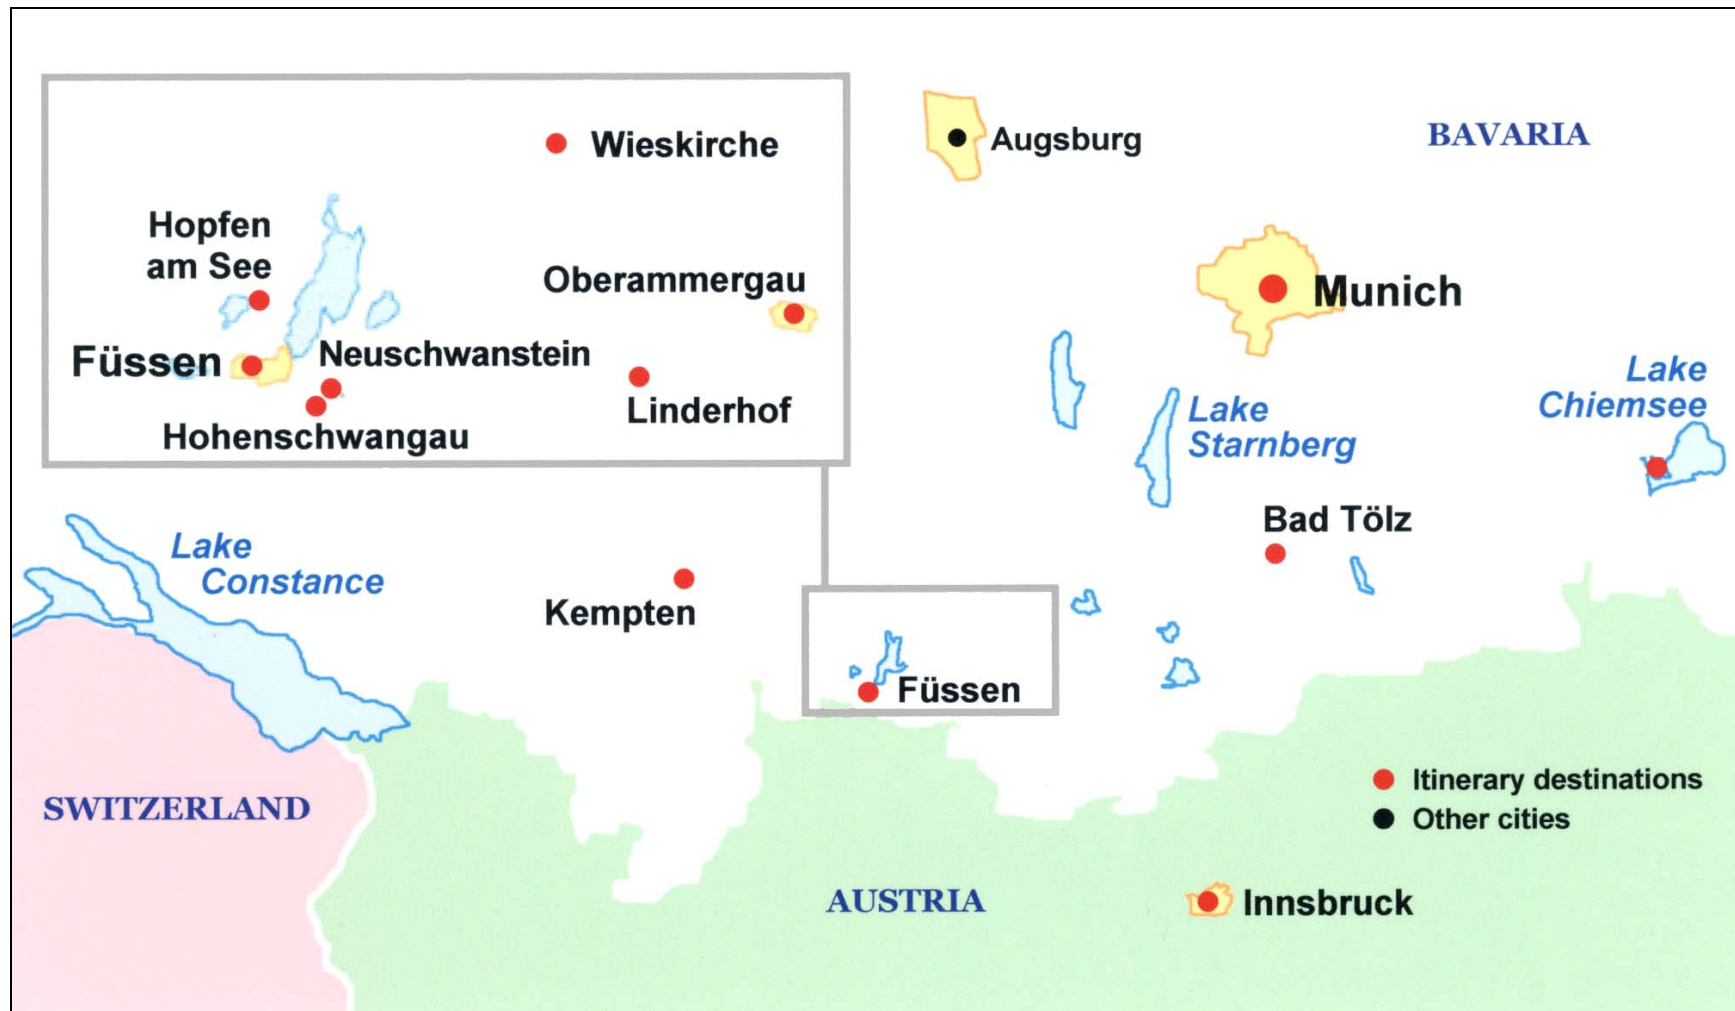 Wieskirche
Hopfen
am See
Oberammergau
Füssen
Neuschwanstein
Linderhof
Hohenschwangau
Augsburg
BAVARIA
Munich
Lake
Chiemsee
Lake
Starnberg
Bad Tölz
Lake
Constance
Kempten
Füssen
SWITZERLAND
AUSTRIA
Innsbruck
Itinerary destinations
Other cities